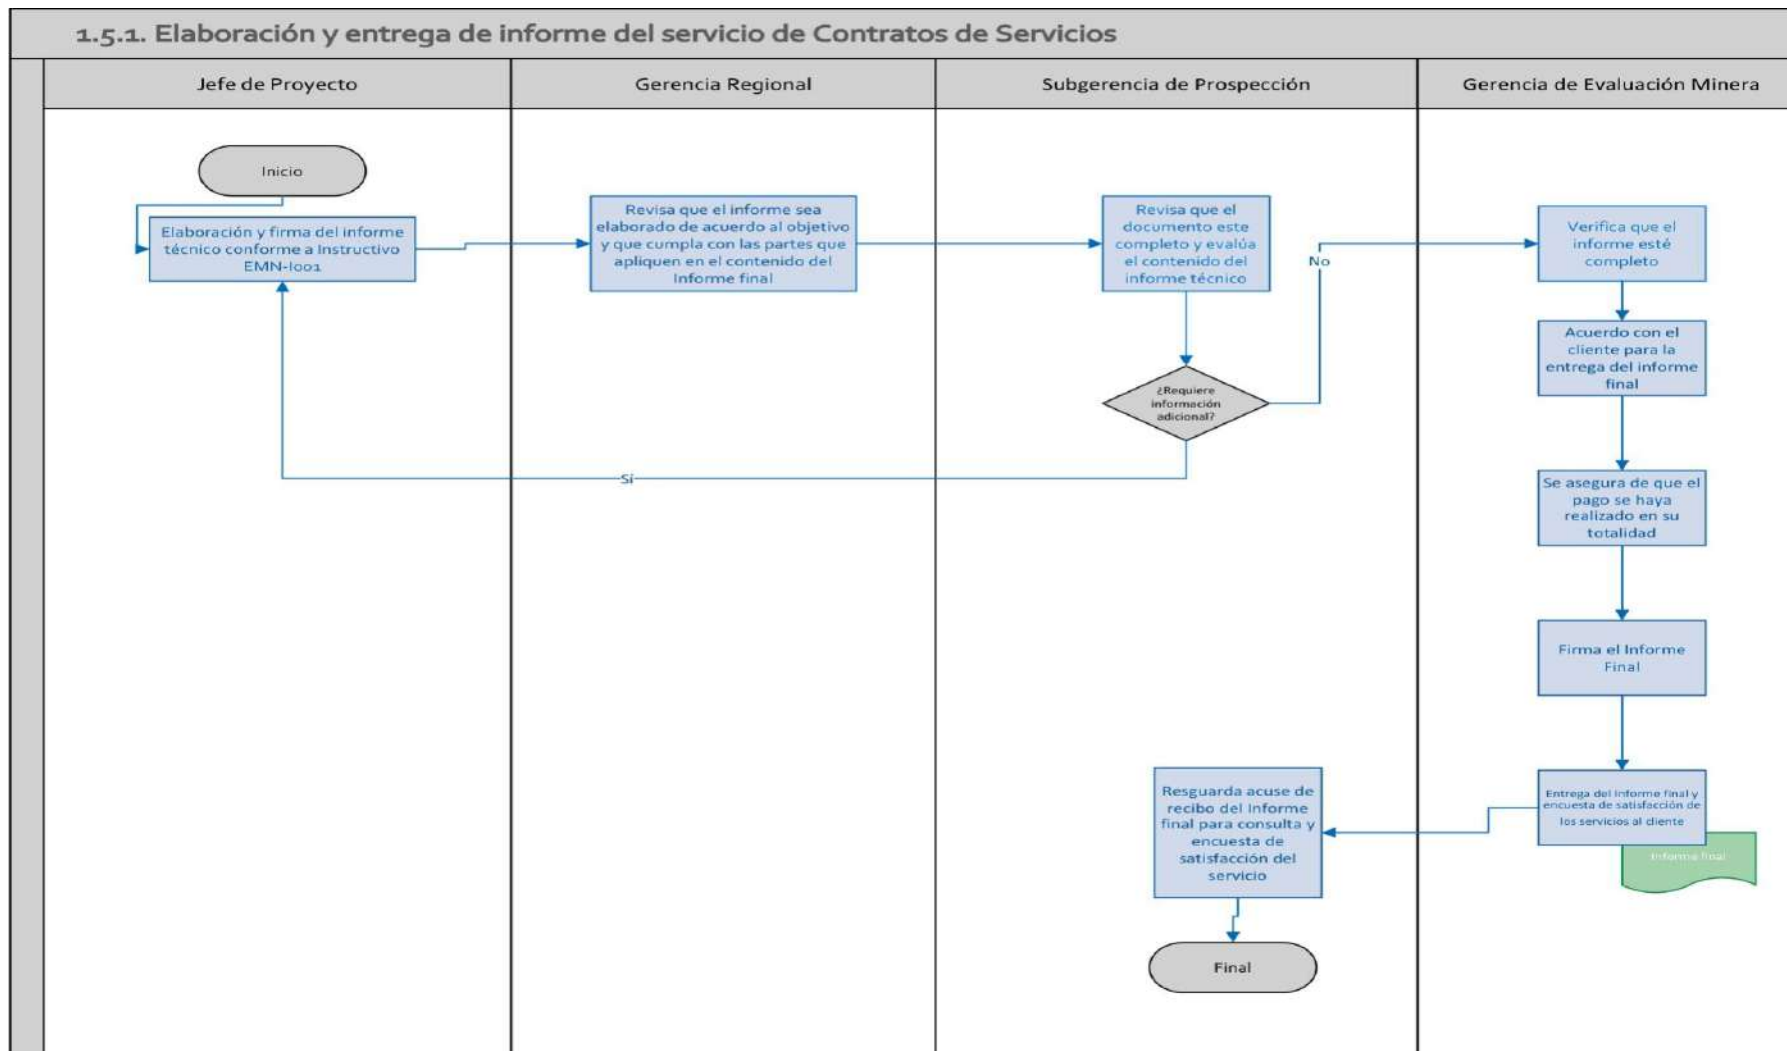 1.5.1. Elaboración y entrega de informe del servicio de Contratos de Servicios
Jefe de Proyecto
Gerencia Regional
Subgerencia de Prospección
Gerencia de Evaluación Minera
Inicio
Elaboración y firma del informe
técnico conforme a Instructivo
EMN-I001
Revisa que el informe sea
elaborado de acuerdo al objetivo
y que cumpla con las partes que
apliquen en el contenido del
Informe final
Revisa que el
documento este
completo y evalúa
el contenido del
informe técnico
¿Requiere
información
adicional?
No
Sí
Verifica que el
informe esté
completo
Acuerdo con el
cliente para la
entrega del informe
final
Se asegura de que el
pago se haya
realizado en su
totalidad
Firma el Informe
Final
Entrega del Informe final y
encuesta de satisfacción de
los servicios al cliente
Informe final
Resguarda acuse de
recibo del Informe
final para consulta y
encuesta de
satisfacción del
servicio
Final